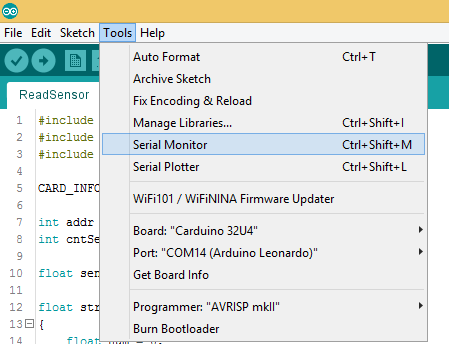 File Edit Sketch Tools Help
Auto Format Ctrl+T
Archive Sketch
Fix Encoding & Reload
Manage Libraries... Ctrl+Shift+I
Serial Monitor Ctrl+Shift+M
Serial Plotter Ctrl+Shift+L
WiFi101 / WiFiNINA Firmware Updater
Board: "Carduino 32U4"
Port: "COM14 (Arduino Leonardo)"
Get Board Info
Programmer: "AVRISP mkII"
Burn Bootloader
ReadSensor
1 #include
2 #include
3 #include
4
5 CARD_INFO
6
7 int addr
8 int cntSe
9
10 float sen
11
12 float str
13 {
14 float